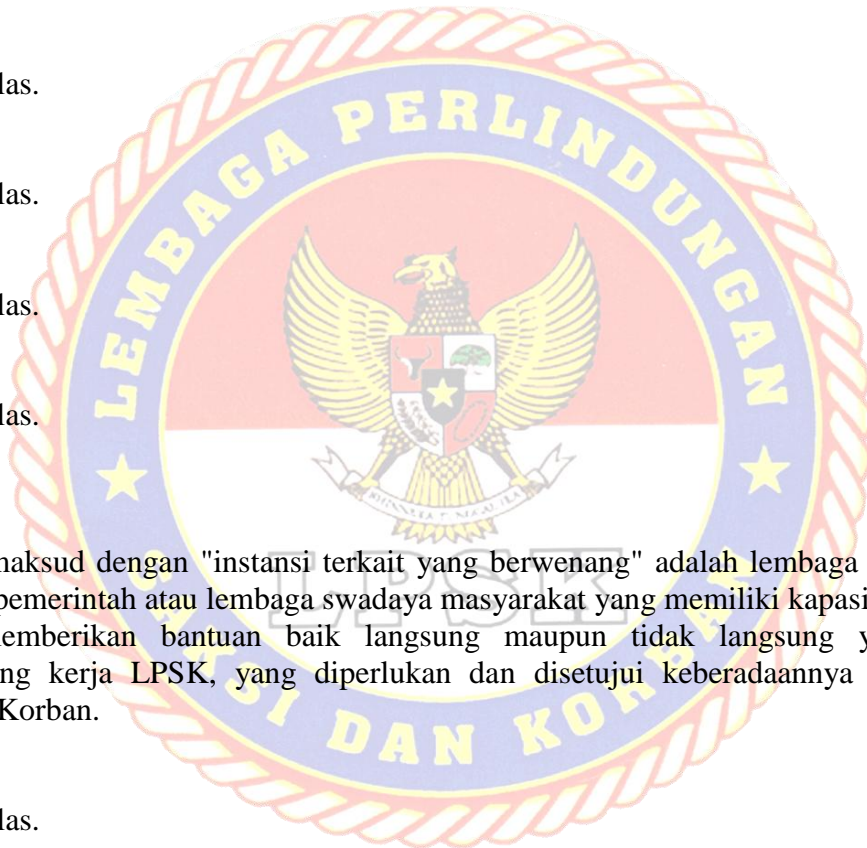 las.
LEMBAGA PERLINDUNGAN
las.
las.
las.
LPSK
maksud dengan "instansi terkait yang berwenang" adalah lembaga
pemerintah atau lembaga swadaya masyarakat yang memiliki kapasi
emberikan bantuan baik langsung maupun tidak langsung y
ng kerja LPSK, yang diperlukan dan disetujui keberadaannya
Korban.
SAKSI DAN KORBAN
las.